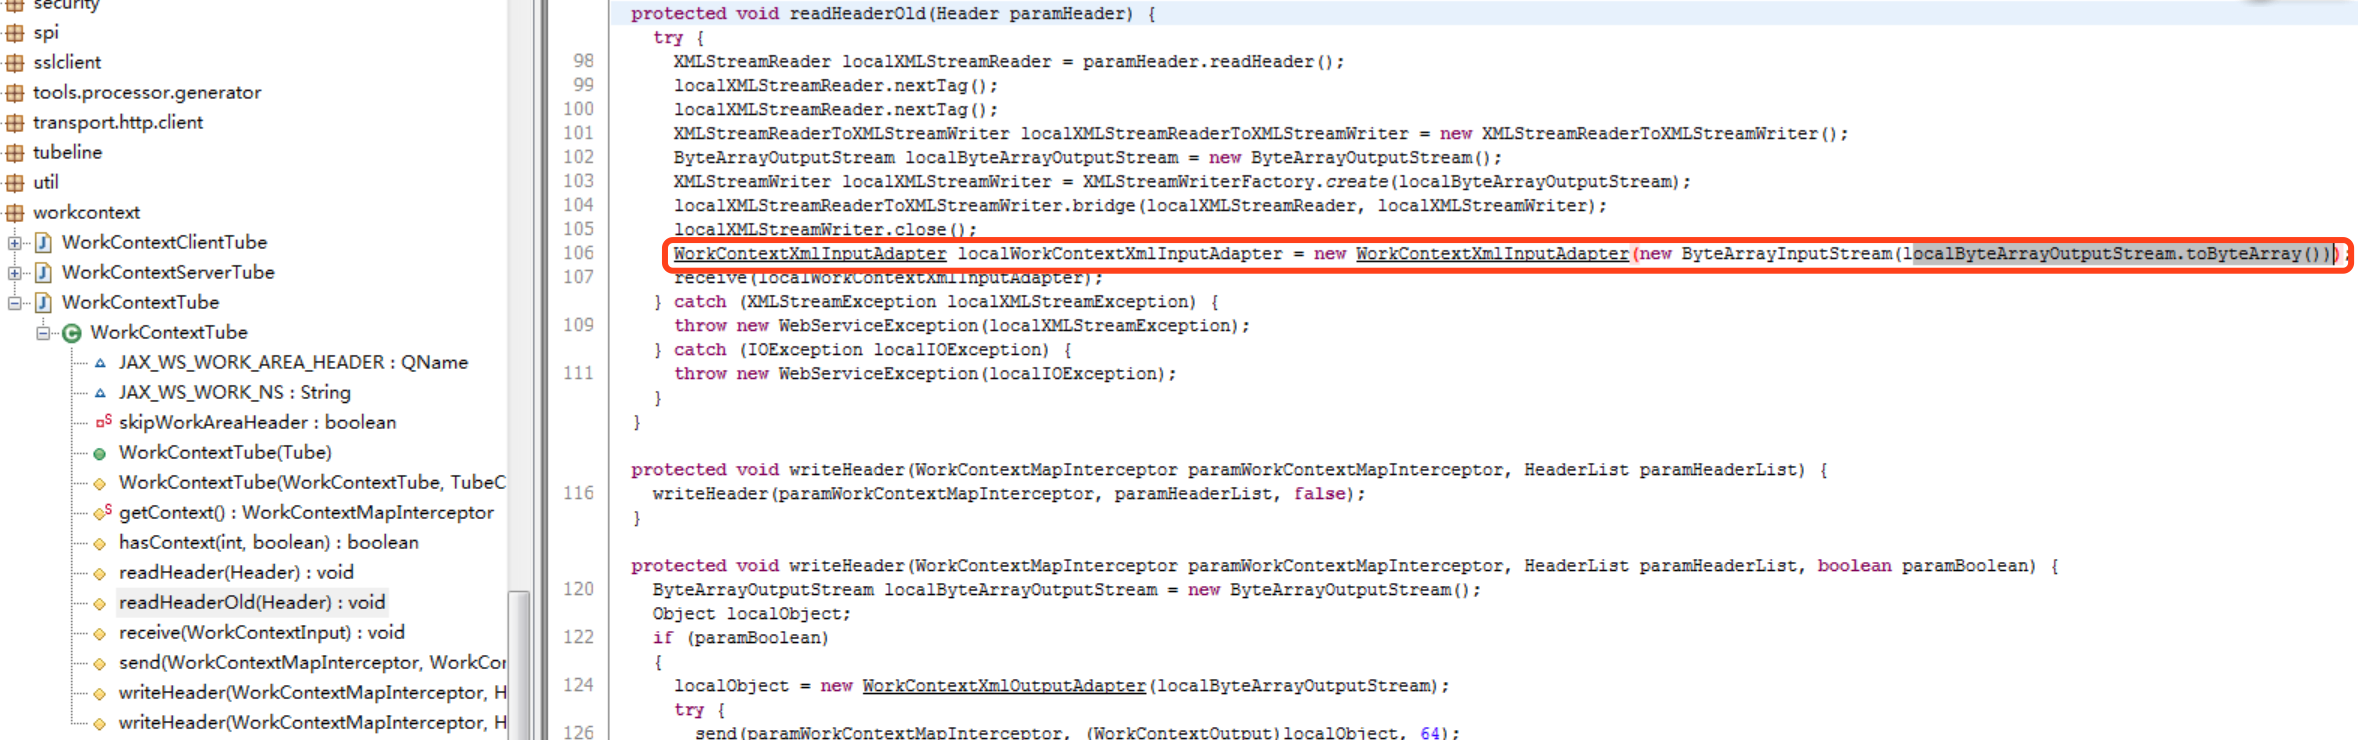 security
spi
sslclient
tools.processor.generator
transport.http.client
tubeline
util
workcontext
WorkContextClientTube
WorkContextServerTube
WorkContextTube
WorkContextTube
JAX_WS_WORK_AREA_HEADER : QName
JAX_WS_WORK_NS : String
skipWorkAreaHeader : boolean
WorkContextTube(Tube)
WorkContextTube(WorkContextTube, TubeC
getContext() : WorkContextMapInterceptor
hasContext(int, boolean) : boolean
readHeader(Header) : void
readHeaderOld(Header) : void
receive(WorkContextInput) : void
send(WorkContextMapInterceptor, WorkCor
writeHeader(WorkContextMapInterceptor, H
writeHeader(WorkContextMapInterceptor, H
protected void readHeaderOld(Header paramHeader) {
try {
98 XMLStreamReader localXMLStreamReader = paramHeader.readHeader();
99 localXMLStreamReader.nextTag();
100 localXMLStreamReader.nextTag();
101 XMLStreamReaderToXMLStreamWriter localXMLStreamReaderToXMLStreamWriter = new XMLStreamReaderToXMLStreamWriter();
102 ByteArrayOutputStream localByteArrayOutputStream = new ByteArrayOutputStream();
103 XMLStreamWriter localXMLStreamWriter = XMLStreamWriterFactory.create(localByteArrayOutputStream);
104 localXMLStreamReaderToXMLStreamWriter.bridge(localXMLStreamReader, localXMLStreamWriter);
105 localXMLStreamWriter.close();
106 WorkContextXmlInputAdapter localWorkContextXmlInputAdapter = new WorkContextXmlInputAdapter(new ByteArrayInputStream(localByteArrayOutputStream.toByteArray()));
107 receive(localWorkContextXmlInputAdapter);
} catch (XMLStreamException localXMLStreamException) {
109 throw new WebServiceException(localXMLStreamException);
} catch (IOException localIOException) {
111 throw new WebServiceException(localIOException);
}
}
protected void writeHeader(WorkContextMapInterceptor paramWorkContextMapInterceptor, HeaderList paramHeaderList) {
116 writeHeader(paramWorkContextMapInterceptor, paramHeaderList, false);
}
protected void writeHeader(WorkContextMapInterceptor paramWorkContextMapInterceptor, HeaderList paramHeaderList, boolean paramBoolean) {
120 ByteArrayOutputStream localByteArrayOutputStream = new ByteArrayOutputStream();
Object localObject;
122 if (paramBoolean)
{
124 localObject = new WorkContextXmlOutputAdapter(localByteArrayOutputStream);
try {
126 send(paramWorkContextMapInterceptor, (WorkContextOutput)localObject, 64);